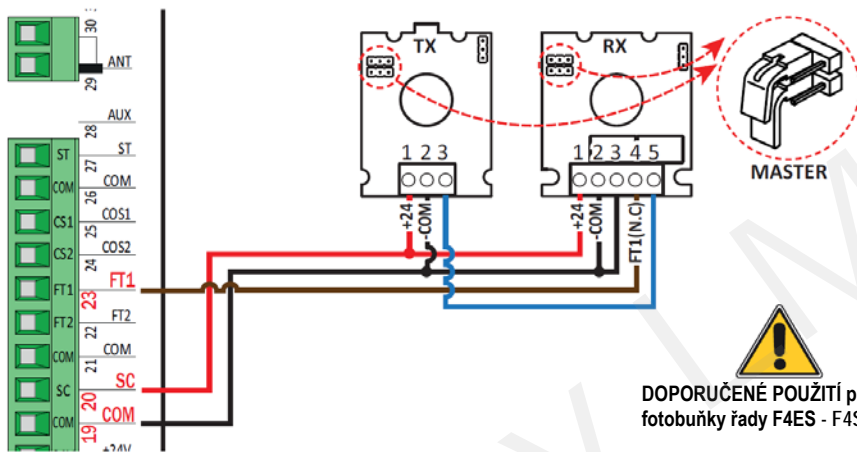 30
29
ANT
28
AUX
ST
27
ST
COM
26
COM
CS1
25
COS1
CS2
24
COS2
FT1
23
FT1
FT2
22
FT2
COM
21
COM
SC
20
SC
COM
19
COM
+24V
TX
1 2 3
+24
-COM
RX
1 2 3 4 5
+24
-COM
FT1(N.C)
MASTER
DOPORUČENÉ POUŽITÍ
fotobuňky řady F4ES -